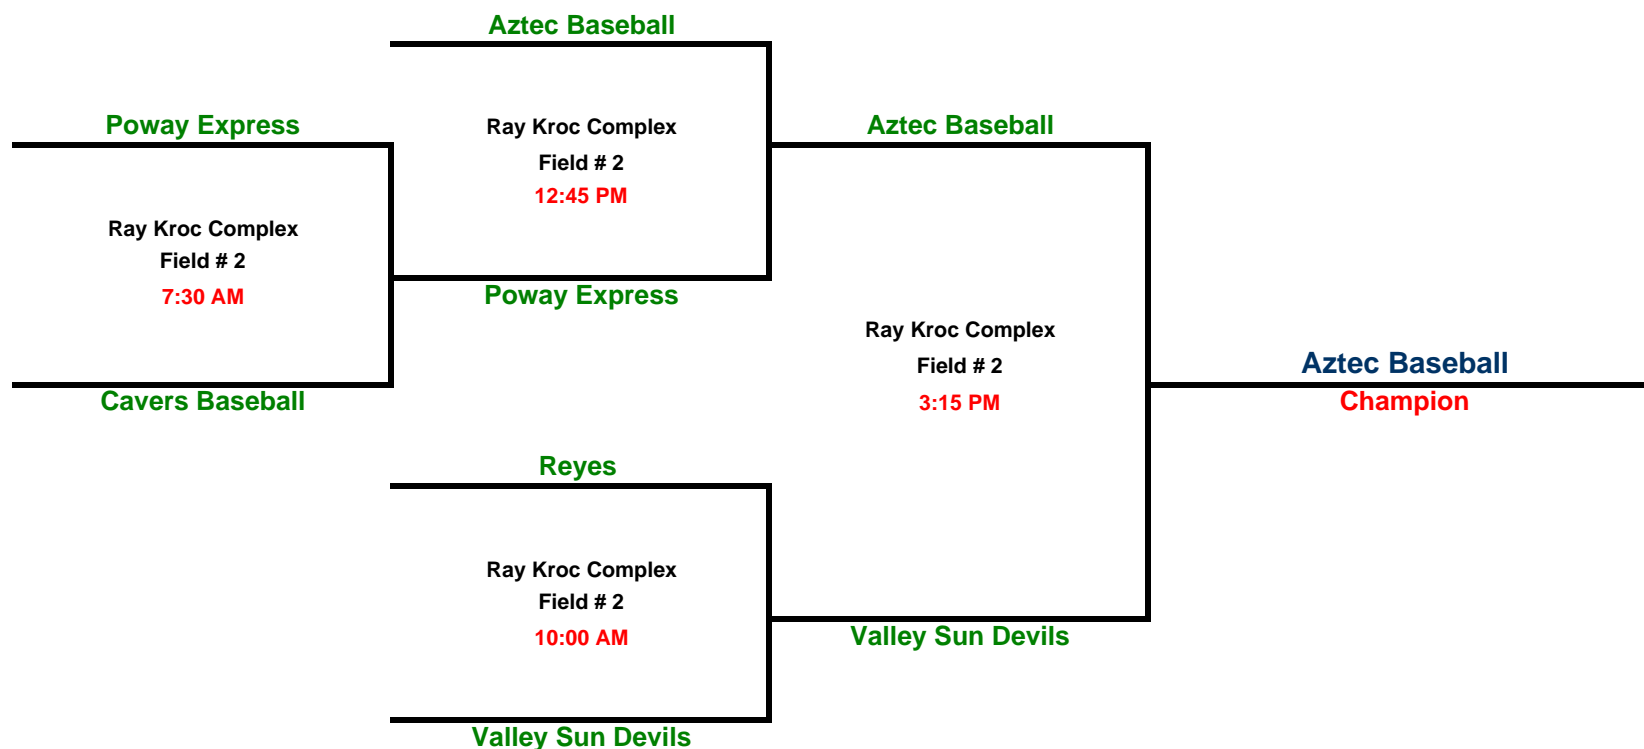 Aztec Baseball
Poway Express
Ray Kroc Complex
Field # 2
12:45 PM
Aztec Baseball
Ray Kroc Complex
Field # 2
7:30 AM
Poway Express
Cavers Baseball
Ray Kroc Complex
Field # 2
3:15 PM
Aztec Baseball
Champion
Reyes
Ray Kroc Complex
Field # 2
10:00 AM
Valley Sun Devils
Valley Sun Devils